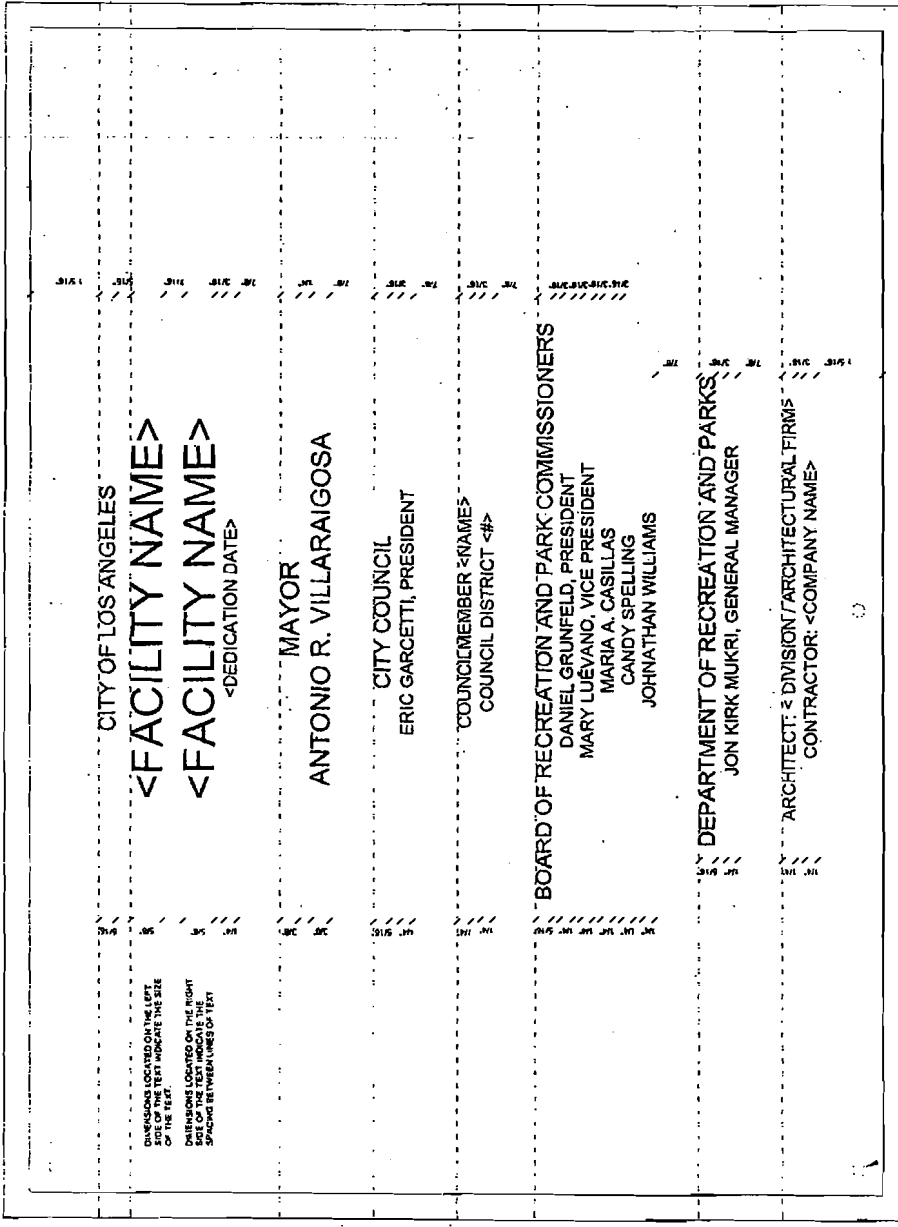 CITY OF LOS ANGELES
<FACILITY NAME>
<FACILITY NAME>
<DEDICATION DATE>
MAYOR
ANTONIO R. VILLARAIGOSA
CITY COUNCIL
ERIC GARCETTI, PRESIDENT
COUNCILMEMBER <NAME>
COUNCIL DISTRICT <#>
BOARD OF RECREATION AND PARK COMMISSIONERS
DANIEL GRUNFELD, PRESIDENT
MARY LUÉVANO, VICE PRESIDENT
MARIA A. CASILLAS
CANDY SPELLING
JOHNATHAN WILLIAMS
DEPARTMENT OF RECREATION AND PARKS
JON KIRK MUKRI, GENERAL MANAGER
ARCHITECT: < DIVISION / ARCHITECTURAL FIRM>
CONTRACTOR: <COMPANY NAME>
DIMENSIONS LOCATED ON THE LEFT
SIDE OF THE TEXT INDICATE THE SIZE
OF THE TEXT.
DIMENSIONS LOCATED ON THE RIGHT
SIDE OF THE TEXT INDICATE THE
SPACING BETWEEN LINES OF TEXT